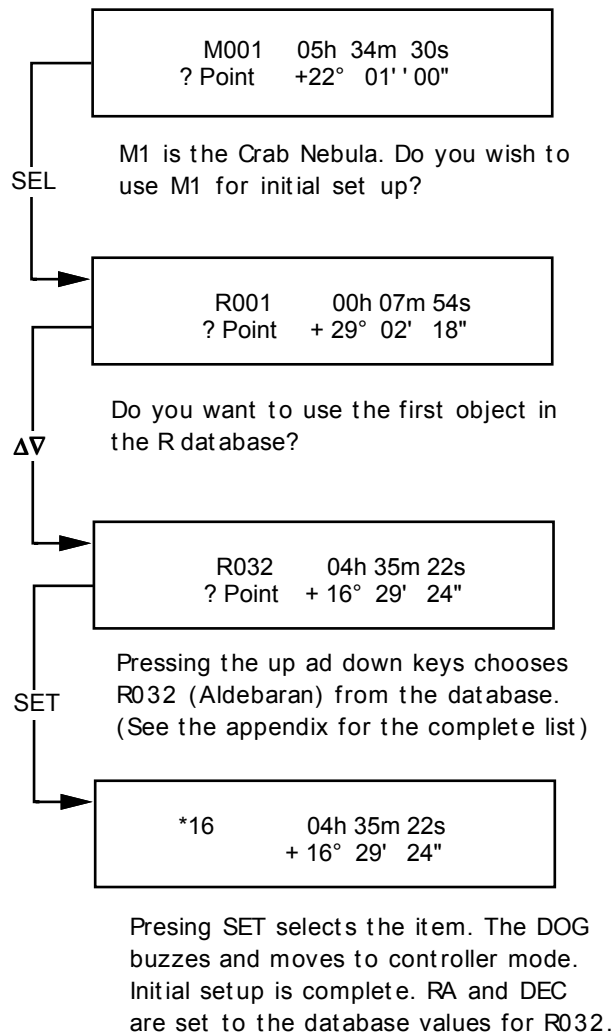 M001 05h 34m 30s
? Point +22° 01' ' 00"
M1 is the Crab Nebula. Do you wish to
use M1 for initial set up?
SEL
R001 00h 07m 54s
? Point + 29° 02' 18"
Do you want to use the first object in
the R database?
Δ∇
R032 04h 35m 22s
? Point + 16° 29' 24"
Pressing the up ad down keys chooses
R032 (Aldebaran) from the database.
(See the appendix for the complete list)
SET
*16 04h 35m 22s
+ 16° 29' 24"
Presing SET selects the item. The DOG
buzzes and moves to controller mode.
Initial setup is complete. RA and DEC
are set to the database values for R032.